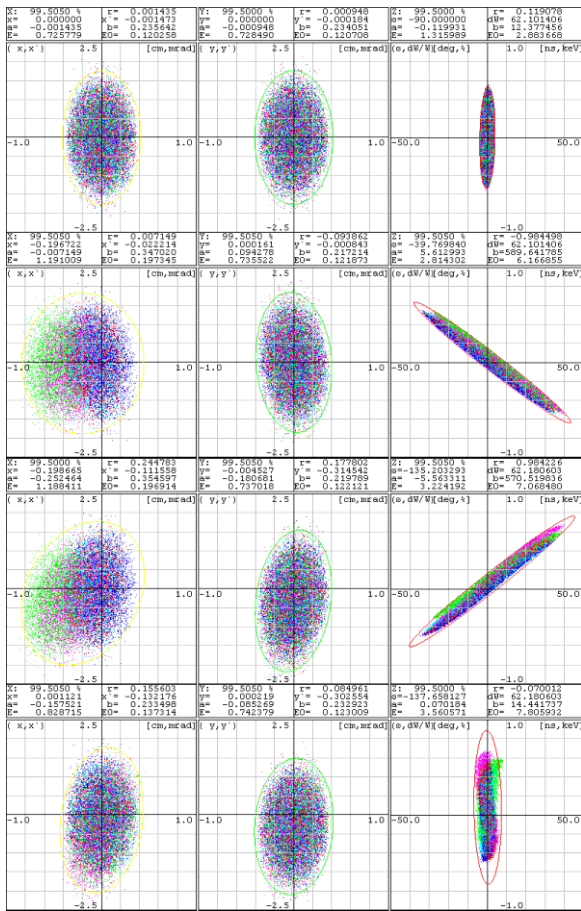 X: 99.5050 % r= 0.001435
x= 0.000000 x`= -0.001473
a= -0.001435 b= 0.235642
E= 0.725779 E0= 0.120258
Y: 99.5050 % r= 0.000948
y= 0.000000 y`= -0.000184
a= -0.000948 b= 0.234051
E= 0.728490 E0= 0.120708
Z: 99.5050 % r= 0.119078
ø= -90.000000 dW= 62.101406
a= -0.119931 b= 12.377456
E= 1.315989 E0= 2.883668
( x,x`) 2.5 [cm,mrad]
-1.0 1.0
-2.5
( y,y`) 2.5 [cm,mrad]
1.0
-2.5
(ø,dW/W)[deg,%] 1.0 [ns,keV]
-50.0 50.0
-1.0
X: 99.5050 % r= 0.007149
x= -0.196722 x`= -0.022214
a= -0.007149 b= 0.347020
E= 1.191009 E0= 0.197345
Y: 99.5050 % r= -0.093862
y= 0.000161 y`= -0.000843
a= 0.094278 b= 0.217214
E= 0.735522 E0= 0.121873
Z: 99.5050 % r= -0.984498
ø= -39.769840 dW= 62.101406
a= 5.612993 b=589.641785
E= 2.814302 E0= 6.166855
( x,x`) 2.5 [cm,mrad]
-1.0 1.0
-2.5
( y,y`) 2.5 [cm,mrad]
1.0
-2.5
(ø,dW/W)[deg,%] 1.0 [ns,keV]
-50.0 50.0
-1.0
X: 99.5000 % r= 0.244783
x= -0.198665 x`= -0.111558
a= -0.252464 b= 0.354597
E= 1.188411 E0= 0.196914
Y: 99.5050 % r= 0.177802
y= -0.004527 y`= -0.314542
a= -0.180681 b= 0.219789
E= 0.737018 E0= 0.122121
Z: 99.5050 % r= 0.984226
ø=-135.203293 dW= 62.180603
a= -5.563311 b=570.519836
E= 3.224192 E0= 7.068480
( x,x`) 2.5 [cm,mrad]
-1.0 1.0
-2.5
( y,y`) 2.5 [cm,mrad]
1.0
-2.5
(ø,dW/W)[deg,%] 1.0 [ns,keV]
-50.0 50.0
-1.0
X: 99.5050 % r= 0.155603
x= 0.001121 x`= -0.132176
a= -0.157521 b= 0.233498
E= 0.828715 E0= 0.137314
Y: 99.5050 % r= 0.084961
y= 0.000219 y`= -0.302554
a= -0.085269 b= 0.232923
E= 0.742379 E0= 0.123009
Z: 99.5000 % r= -0.070012
ø=-137.658127 dW= 62.180603
a= 0.070184 b= 14.441737
E= 3.560571 E0= 7.805932
( x,x`) 2.5 [cm,mrad]
-1.0 1.0
-2.5
( y,y`) 2.5 [cm,mrad]
1.0
-2.5
(ø,dW/W)[deg,%] 1.0 [ns,keV]
-50.0 50.0
-1.0